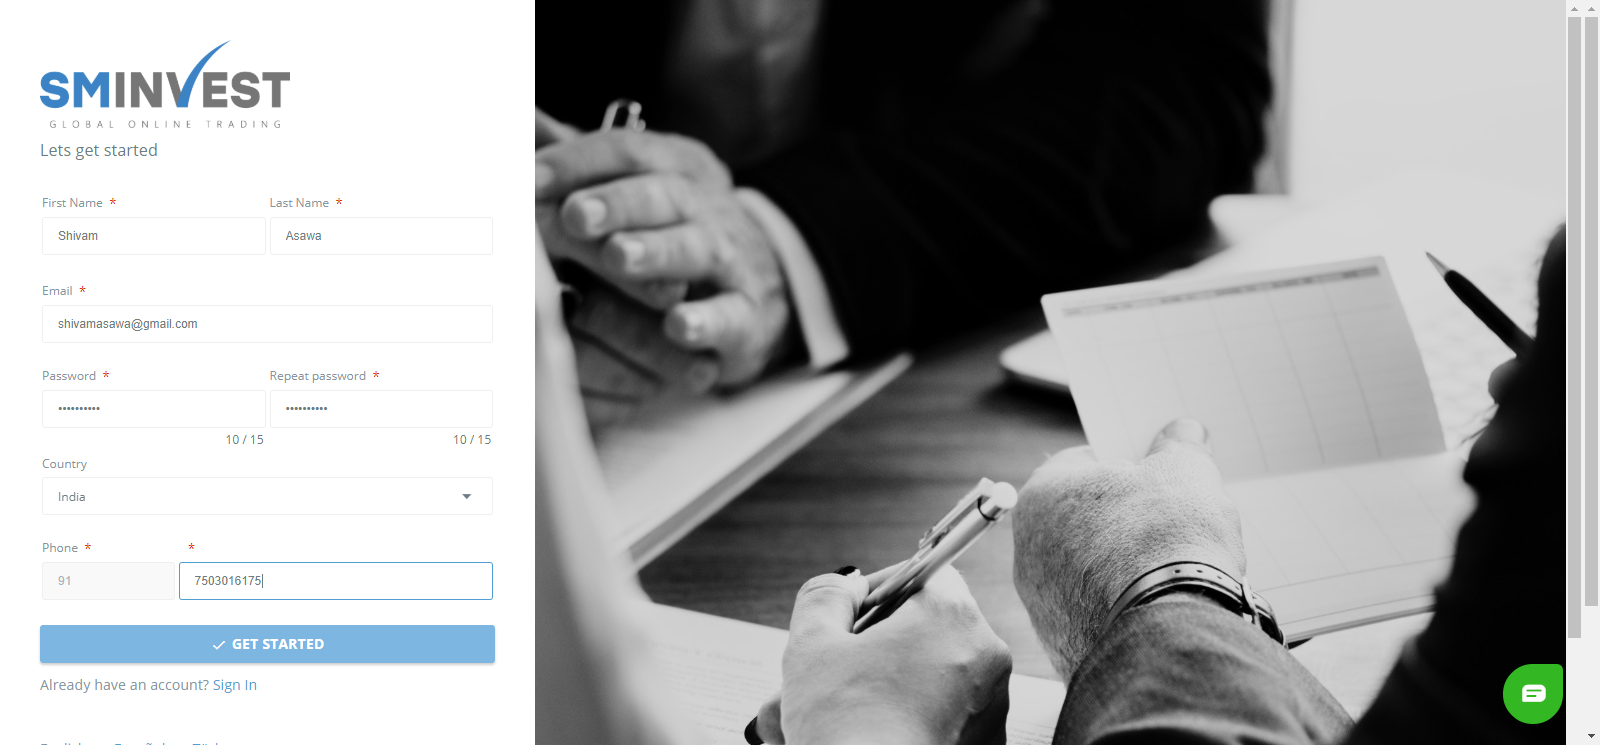 SMINVEST
GLOBAL ONLINE TRADING
Lets get started
First Name * Last Name *
Shivam Asawa
Email *
shivamasawa@gmail.com
Password * Repeat password *
•••••••••• ••••••••••
10 / 15 10 / 15
Country
India
Phone * *
91 7503016175
GET STARTED
Already have an account? Sign In